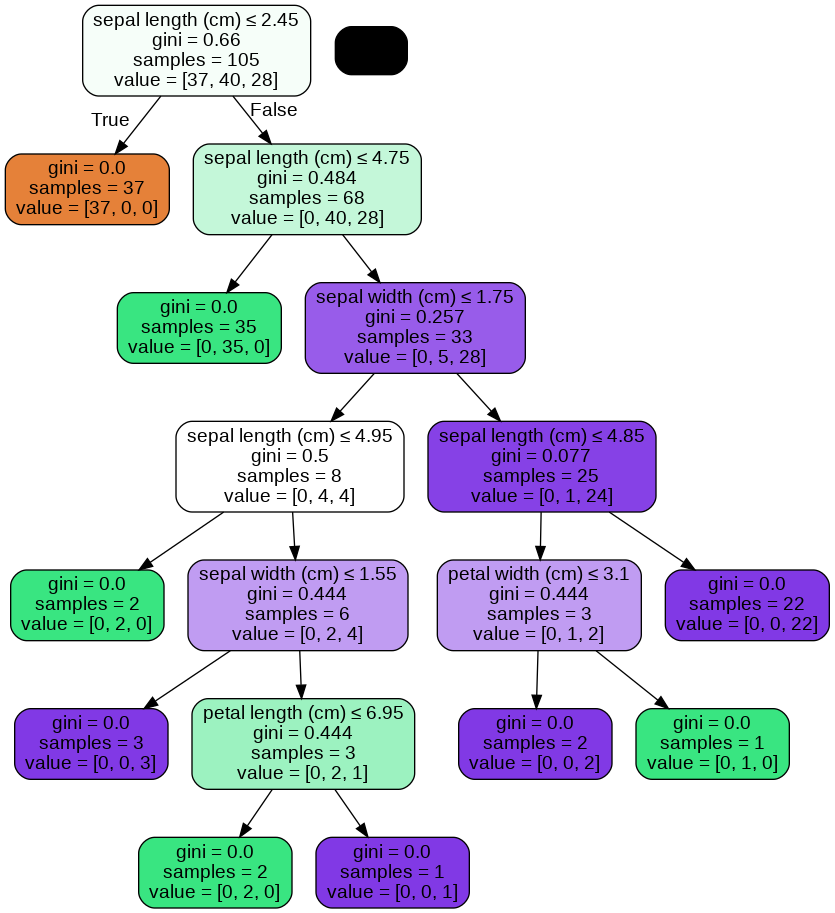 sepal length (cm) ≤ 2.45
gini = 0.66
samples = 105
value = [37, 40, 28]
True
False
gini = 0.0
samples = 37
value = [37, 0, 0]
sepal length (cm) ≤ 4.75
gini = 0.484
samples = 68
value = [0, 40, 28]
gini = 0.0
samples = 35
value = [0, 35, 0]
sepal width (cm) ≤ 1.75
gini = 0.257
samples = 33
value = [0, 5, 28]
sepal length (cm) ≤ 4.95
gini = 0.5
samples = 8
value = [0, 4, 4]
sepal length (cm) ≤ 4.85
gini = 0.077
samples = 25
value = [0, 1, 24]
gini = 0.0
samples = 2
value = [0, 2, 0]
sepal width (cm) ≤ 1.55
gini = 0.444
samples = 6
value = [0, 2, 4]
petal width (cm) ≤ 3.1
gini = 0.444
samples = 3
value = [0, 1, 2]
gini = 0.0
samples = 22
value = [0, 0, 22]
gini = 0.0
samples = 3
value = [0, 0, 3]
petal length (cm) ≤ 6.95
gini = 0.444
samples = 3
value = [0, 2, 1]
gini = 0.0
samples = 2
value = [0, 0, 2]
gini = 0.0
samples = 1
value = [0, 1, 0]
gini = 0.0
samples = 2
value = [0, 2, 0]
gini = 0.0
samples = 1
value = [0, 0, 1]